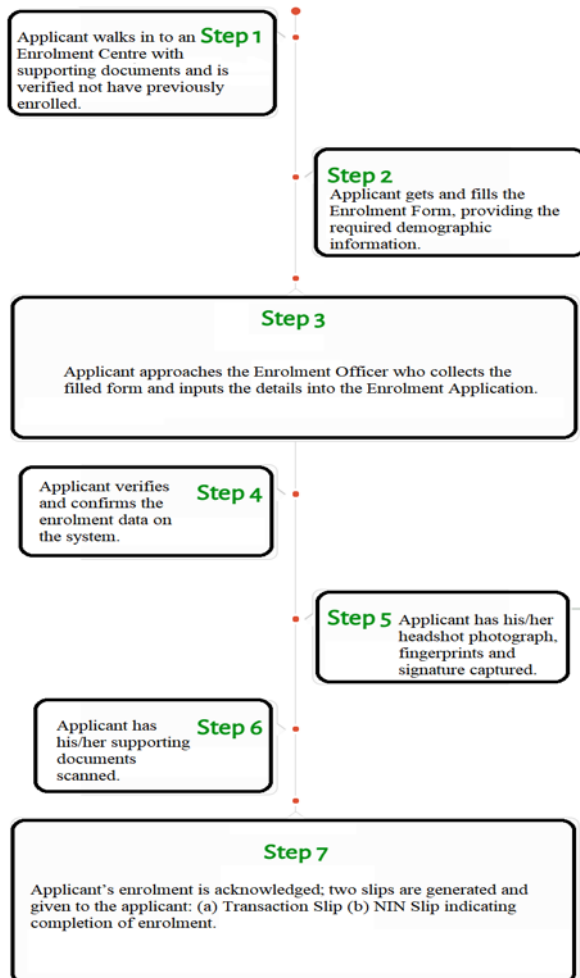 Applicant walks in to an Step 1
Enrolment Centre with
supporting documents and is
verified not have previously
enrolled.
Step 2
Applicant gets and fills the
Enrolment Form, providing the
required demographic
information.
Step 3
Applicant approaches the Enrolment Officer who collects the
filled form and inputs the details into the Enrolment Application.
Applicant verifies
and confirms the Step 4
enrolment data on
the system.
Step 5 Applicant has his/her
headshot photograph,
fingerprints and
signature captured.
Applicant has
his/her supporting Step 6
documents
scanned.
Step 7
Applicant's enrolment is acknowledged; two slips are generated and
given to the applicant: (a) Transaction Slip (b) NIN Slip indicating
completion of enrolment.